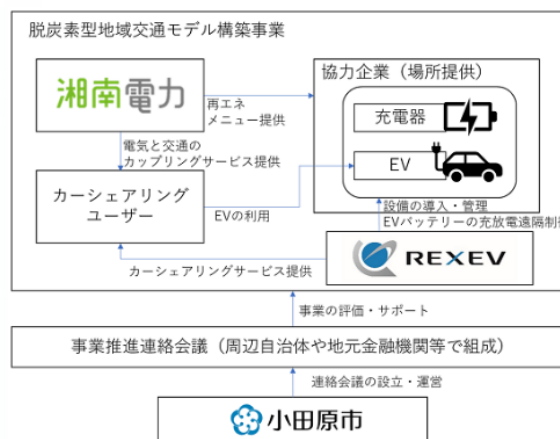 脱炭素型地域交通モデル構築事業
湘南電力
協力企業（場所提供）
再エネ
メニュー提供
充電器
電気と交通の
カップリングサービス提供
EV
カーシェアリング
ユーザー
EVの利用
設備の導入・管理
EVバッテリーの充放電遠隔制
カーシェアリングサービス提供
REXEV
事業の評価・サポート
事業推進連絡会議（周辺自治体や地元金融機関等で組成）
連絡会議の設立・運営
小田原市